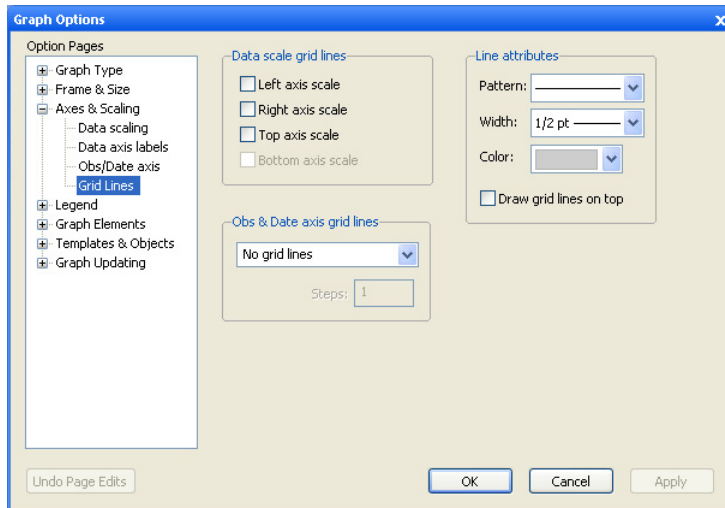 Graph Options
x
Option Pages
Graph Type
Frame & Size
Axes & Scaling
Data scaling
Data axis labels
Obs/Date axis
Grid Lines
Legend
Graph Elements
Templates & Objects
Graph Updating
Data scale grid lines
Left axis scale
Right axis scale
Top axis scale
Bottom axis scale
Obs & Date axis grid lines
No grid lines
Steps: 1
Line attributes
Pattern:
Width: 1/2 pt
Color:
Draw grid lines on top
Undo Page Edits
OK
Cancel
Apply